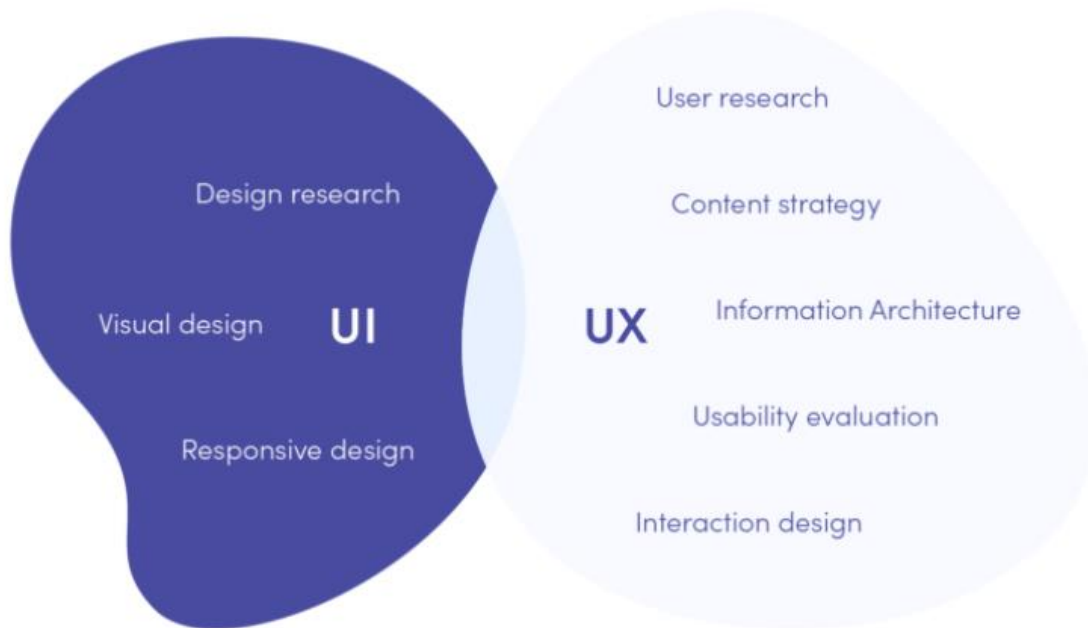 Design research
Visual design
UI
Responsive design
User research
Content strategy
UX
Information Architecture
Usability evaluation
Interaction design